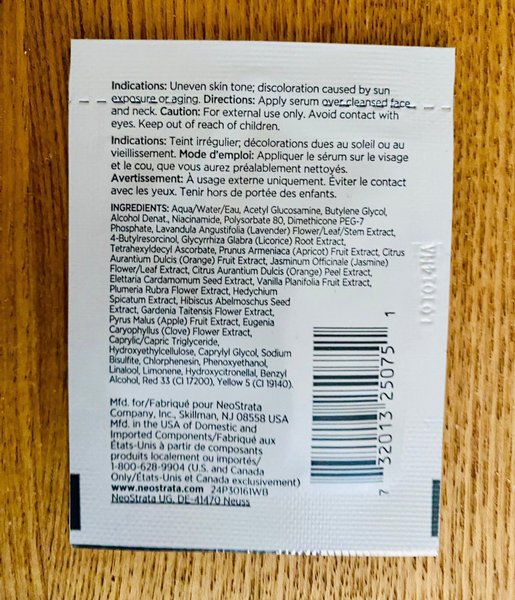 Indications: Uneven skin tone; discoloration caused by sun
exposure or aging. Directions: Apply serum over cleansed face
and neck. Caution: For external use only. Avoid contact with
eyes. Keep out of reach of children.
Indications: Teint irrégulier; décolorations dues au soleil ou au
vieillissement. Mode d'emploi: Appliquer le sérum sur le visage
et le cou, que vous aurez préalablement nettoyés.
Avertissement: À usage externe uniquement. Éviter le contact
avec les yeux. Tenir hors de portée des enfants.
INGREDIENTS: Aqua/Water/Eau, Acetyl Glucosamine, Butylene Glycol,
Alcohol Denat., Niacinamide, Polysorbate 80, Dimethicone PEG-7
Phosphate, Lavandula Angustifolia (Lavender) Flower/Leaf/Stem Extract,
4-Butylresorcinol, Glycyrrhiza Glabra (Licorice) Root Extract,
Tetrahexyldecyl Ascorbate, Prunus Armeniaca (Apricot) Fruit Extract, Citrus
Aurantium Dulcis (Orange) Fruit Extract, Jasminum Officinale (Jasmine)
Flower/Leaf Extract, Citrus Aurantium Dulcis (Orange) Peel Extract,
Elettaria Cardamomum Seed Extract, Vanilla Planifolia Fruit Extract,
Plumeria Rubra Flower Extract, Hedychium
Spicatum Extract, Hibiscus Abelmoschus Seed
Extract, Gardenia Taitensis Flower Extract,
Pyrus Malus (Apple) Fruit Extract, Eugenia
Caryophyllus (Clove) Flower Extract,
Caprylic/Capric Triglyceride,
Hydroxyethylcellulose, Caprylyl Glycol, Sodium
Bisulfite, Chlorphenesin, Phenoxyethanol,
Linalool, Limonene, Hydroxycitronellal, Benzyl
Alcohol, Red 33 (CI 17200), Yellow 5 (CI 19140).
Mfd. for/Fabriqué pour NeoStrata
Company, Inc., Skillman, NJ 08558 USA
Mfd. in the USA of Domestic and
Imported Components/Fabriqué aux
États-Unis à partir de composants
produits localement ou importés/
1-800-628-9904 (U.S. and Canada
Only/États-Unis et Canada exclusivement)
www.neostrata.com 24P30161WB
NeoStrata UG, DE-41470 Neuss
7 32013 25075 1